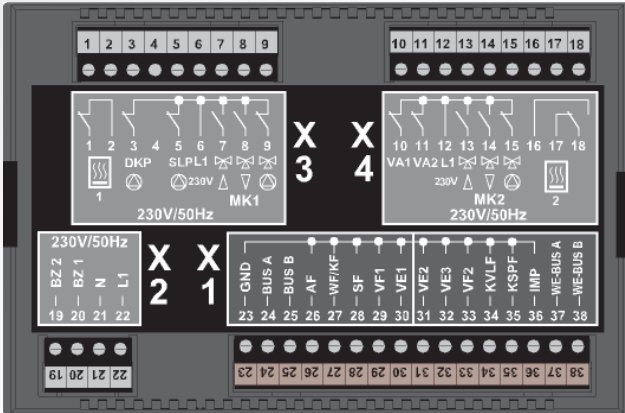 1 2 3 4 5 6 7 8 9
10 11 12 13 14 15 16 17 18
1 2 3 4 5 6 7 8 9
DKP SLP L1
230V
1
MK1
230V/50Hz
X
3
X
4
10 11 12 13 14 15 16 17 18
VA1 VA2 L1
230V
2
MK2
230V/50Hz
230V/50Hz
BZ 2 BZ 1 N L1
19 20 21 22
X
2
X
1
GND BUS A BUS B AF WF/KF SF VF1 VE1 VE2 VE3 VF2 KVLF KSPF IMP WE-BUS A WE-BUS B
23 24 25 26 27 28 29 30 31 32 33 34 35 36 37 38
19 20 21 22
23 24 25 26 27 28 29 30 31 32 33 34 35 36 37 38